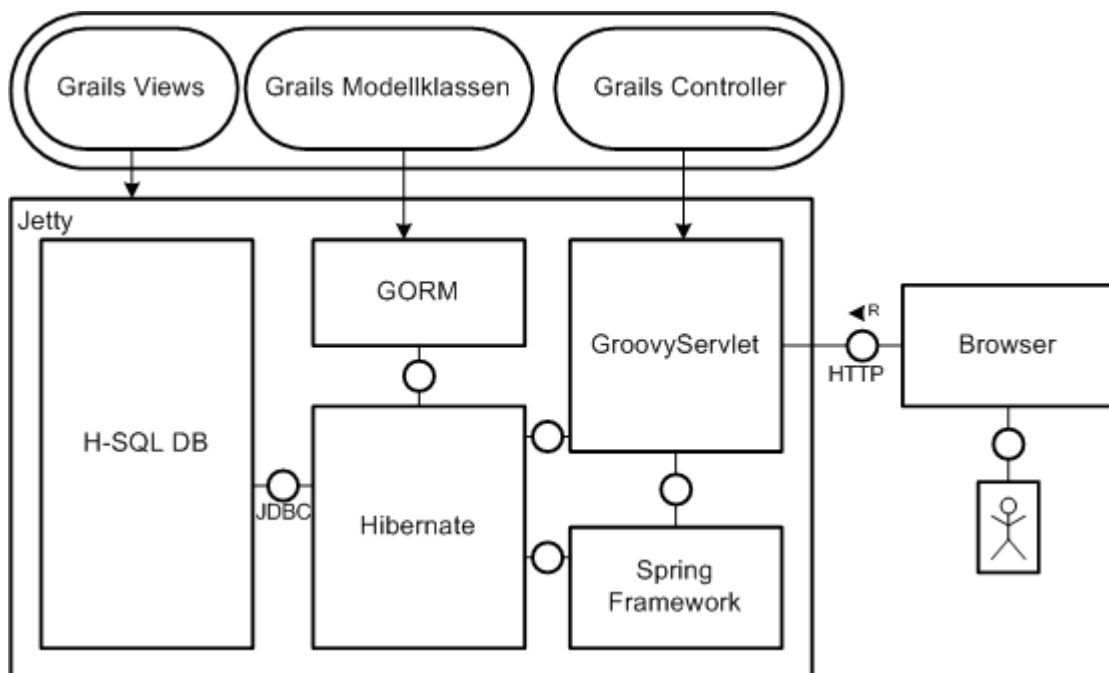 Grails Views
Grails Modellklassen
Grails Controller
Jetty
GORM
GroovyServlet
R
HTTP
Browser
H-SQL DB
JDBC
Hibernate
Spring
Framework